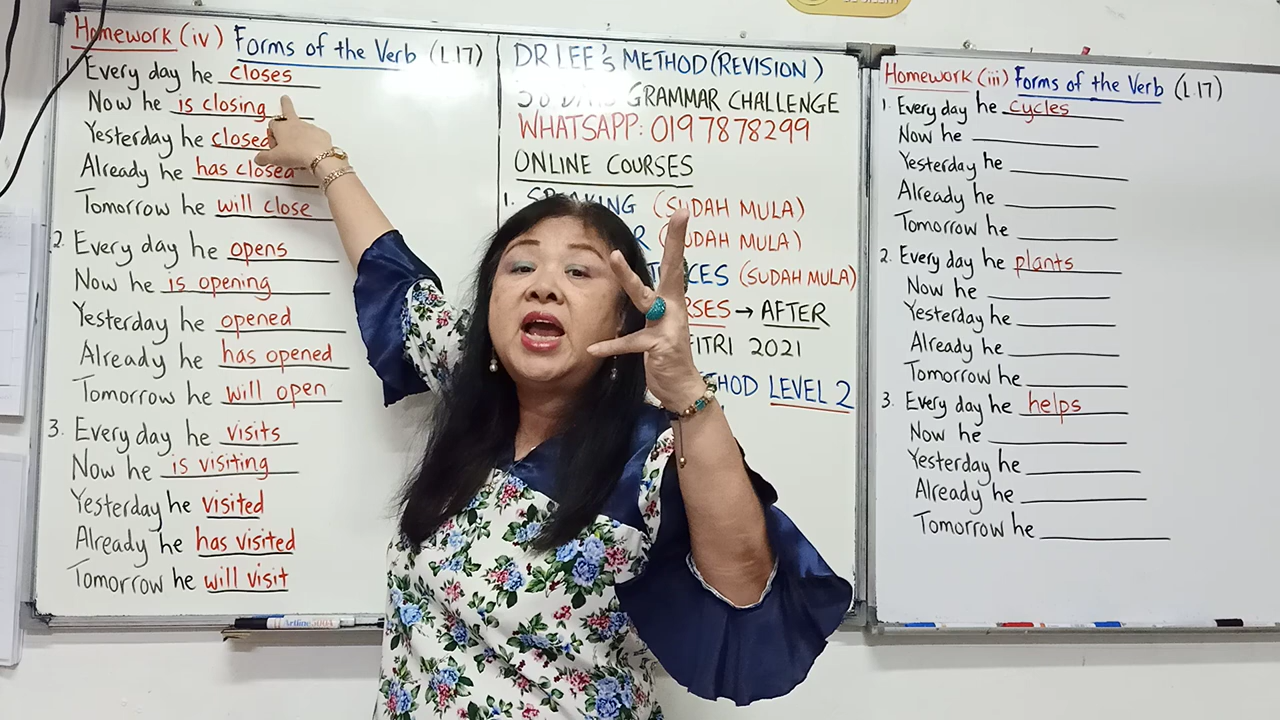 Homework (iv) Forms of the Verb (L17)
1. Every day he closes
Now he is closing
Yesterday he closed
Already he has closed
Tomorrow he will close
2. Every day he opens
Now he is opening
Yesterday he opened
Already he has opened
Tomorrow he will open
3. Every day he visits
Now he is visiting
Yesterday he visited
Already he has visited
Tomorrow he will visit
Artline 500A
DR LEE's METHOD (REVISION)
GRAMMAR CHALLENGE
WHATSAPP: 0197878299
ONLINE COURSES
1. SPEAKING (SUDAH MULA)
(SUDAH MULA)
(SUDAH MULA)
→ AFTER
FITRI 2021
LEVEL 2
Homework (iii) Forms of the Verb (L17)
1. Every day he cycles
Now he
Yesterday he
Already he
Tomorrow he
2. Every day he plants
Now he
Yesterday he
Already he
Tomorrow he
3. Every day he helps
Now he
Yesterday he
Already he
Tomorrow he